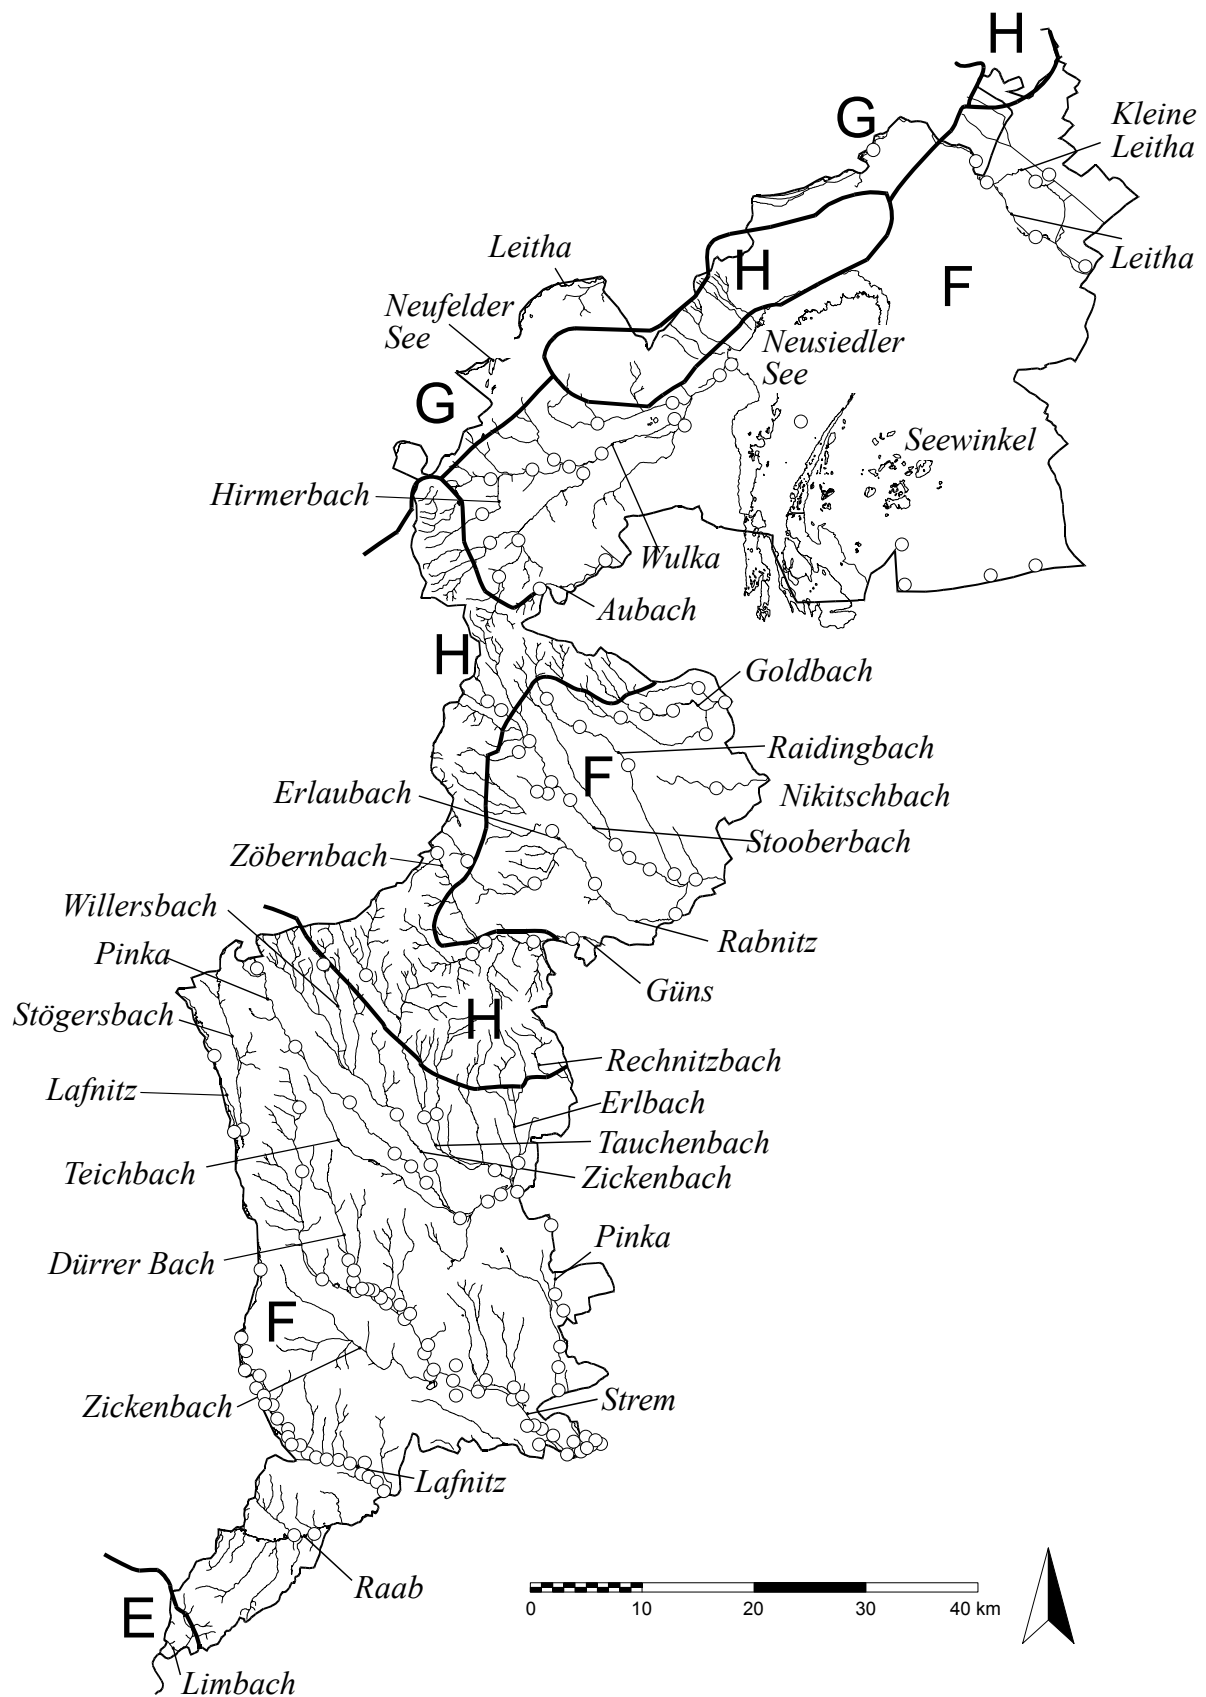 H
G
Kleine
Leitha
Leitha
H
Leitha
F
Neufelder
See
Neusiedler
See
G
Seewinkel
Hirmerbach
Wulka
Aubach
H
Goldbach
Raidingbach
F
Erlaubach
Nikitschbach
Stooberbach
Zöbernbach
Willersbach
Rabnitz
Pinka
Güns
Stögersbach
H
Rechnitzbach
Lafnitz
Erlbach
Tauchenbach
Teichbach
Zickenbach
Pinka
Dürrer Bach
F
Zickenbach
Strem
Lafnitz
Raab
E
0 10 20 40 km
Limbach